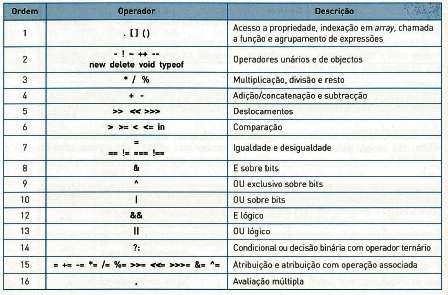 Ordem Operador Descrição
1 . [ ] ( ) Acesso a propriedade, indexação em array, chamada
a função e agrupamento de expressões
2 - ! ~ ++ --
new delete void typeof Operadores unários e de objectos
3 * / % Multiplicação, divisão e resto
4 + - Adição/concatenação e subtracção
5 >> << >>> Deslocamentos
6 > >= < <= in Comparação
7 =
== != === !== Igualdade e desigualdade
8 & E sobre bits
9 ^ OU exclusivo sobre bits
10 | OU sobre bits
12 && E lógico
13 || OU lógico
14 ?: Condicional ou decisão binária com operador ternário
15 = += -= *= /= %= >>= <<= >>>= &= ^= Atribuição e atribuição com operação associada
16 , Avaliação múltipla